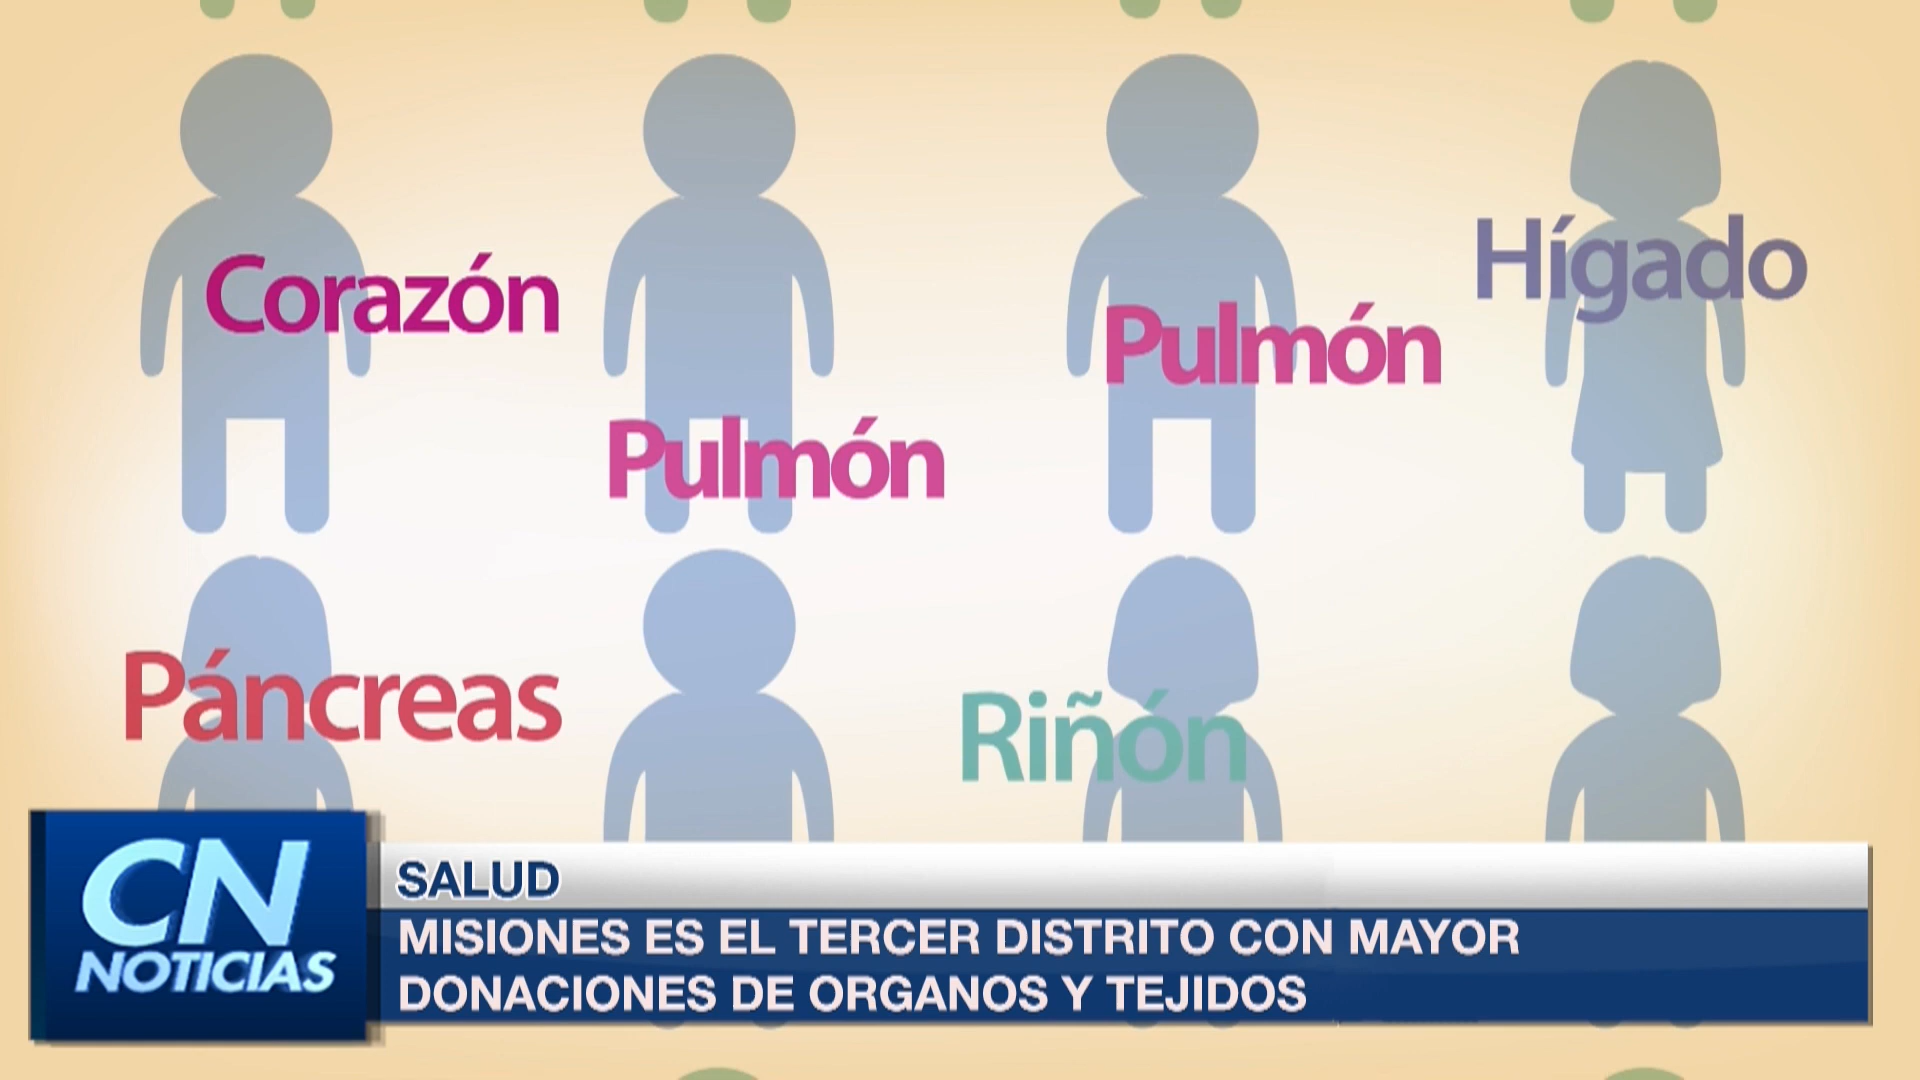 Corazón
Pulmón
Pulmón
Hígado
Páncreas
Riñón
CN
NOTICIAS
SALUD
MISIONES ES EL TERCER DISTRITO CON MAYOR
DONACIONES DE ORGANOS Y TEJIDOS